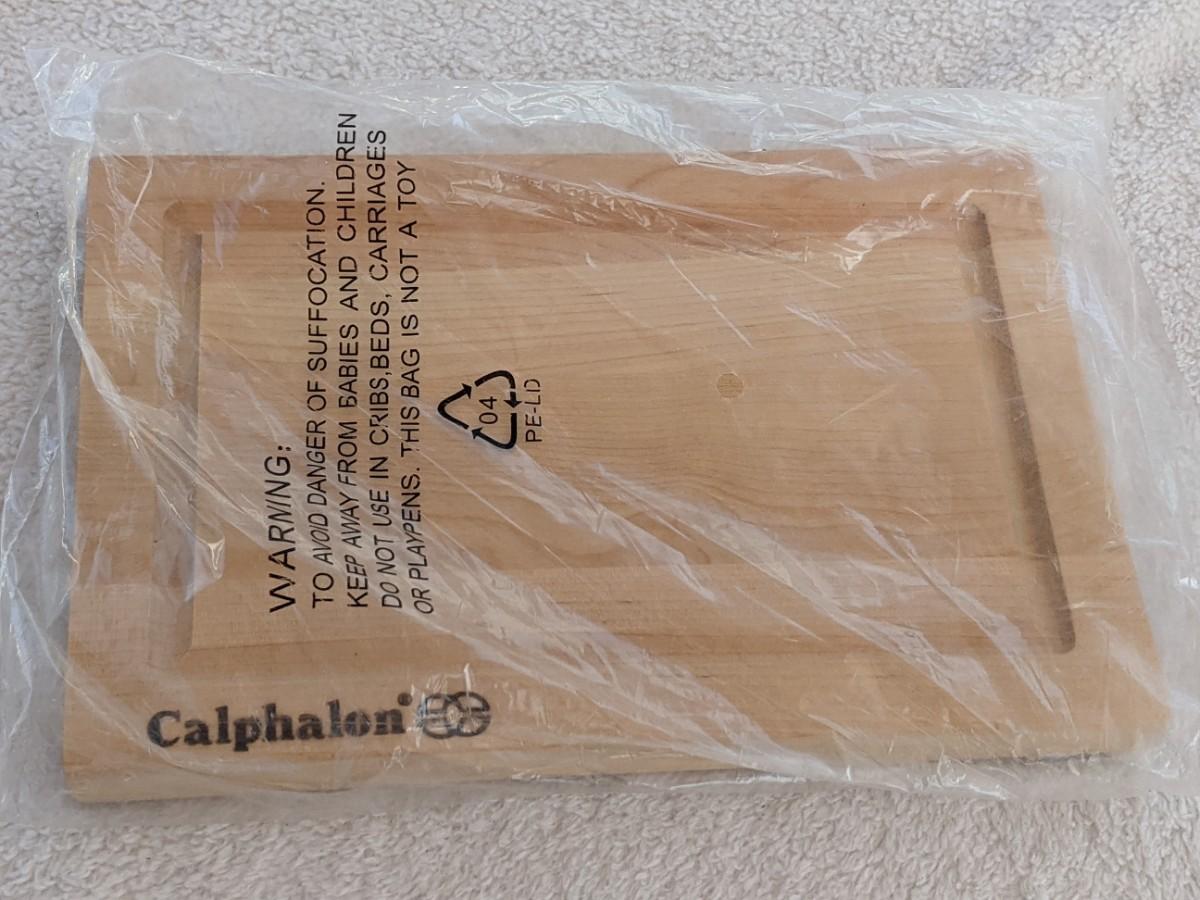 WARNING:
TO AVOID DANGER OF SUFFOCATION.
KEEP AWAY FROM BABIES AND CHILDREN
DO NOT USE IN CRIBS,BEDS, CARRIAGES
OR PLAYPENS. THIS BAG IS NOT A TOY
04
PE-LD
Calphalon®